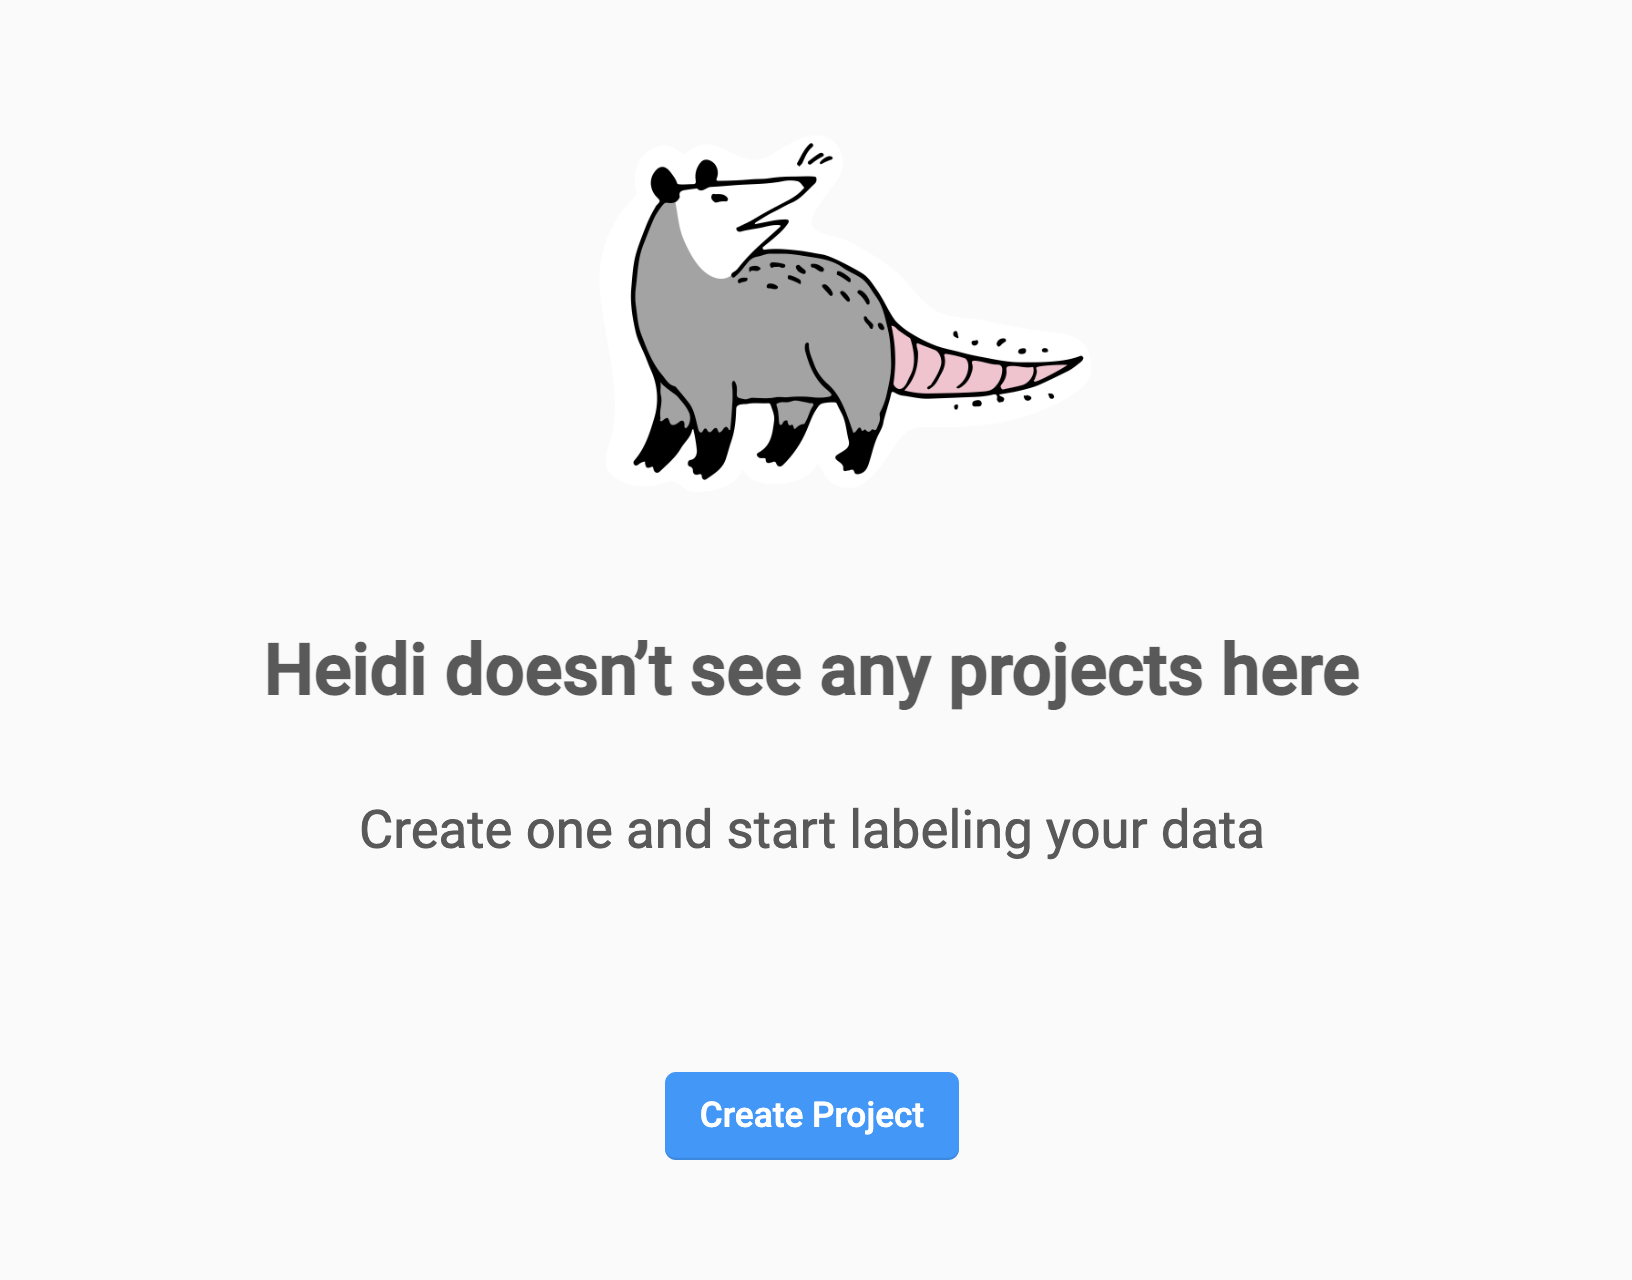 Heidi doesn’t see any projects here
Create one and start labeling your data
Create Project